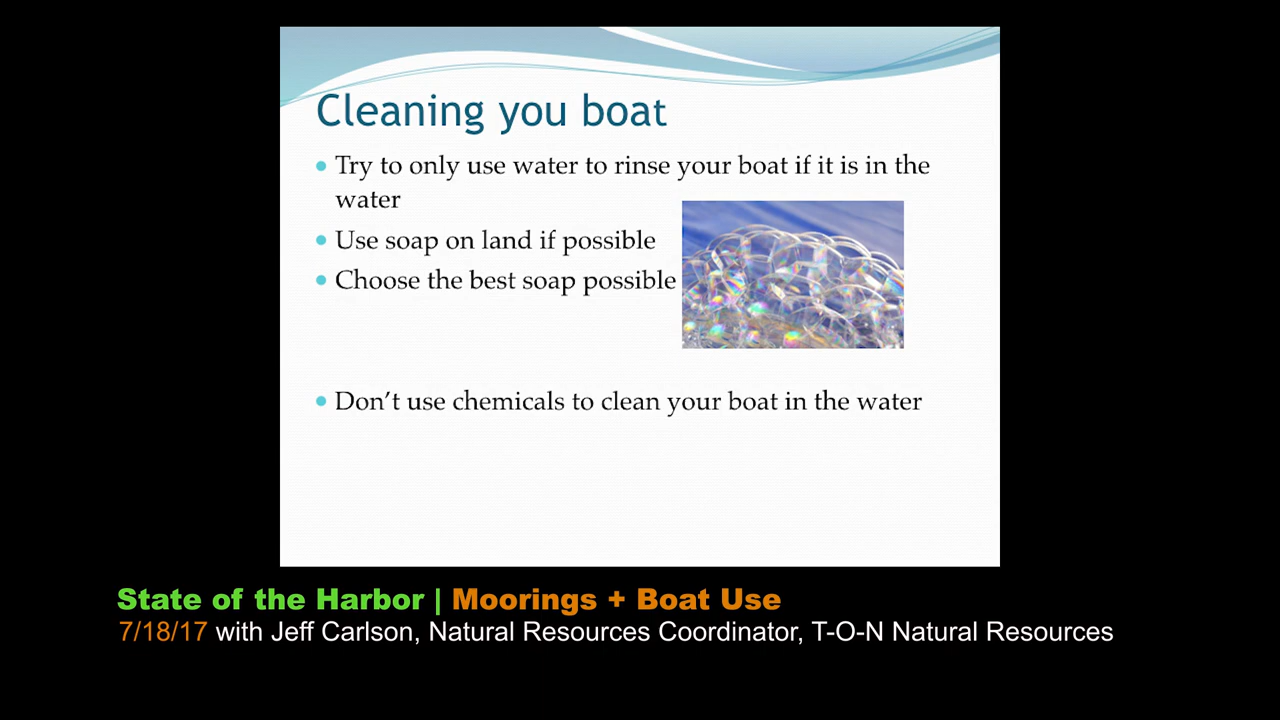 Cleaning you boat
Try to only use water to rinse your boat if it is in the
water
Use soap on land if possible
Choose the best soap possible
Don’t use chemicals to clean your boat in the water
State of the Harbor | Moorings + Boat Use
7/18/17 with Jeff Carlson, Natural Resources Coordinator, T-O-N Natural Resources